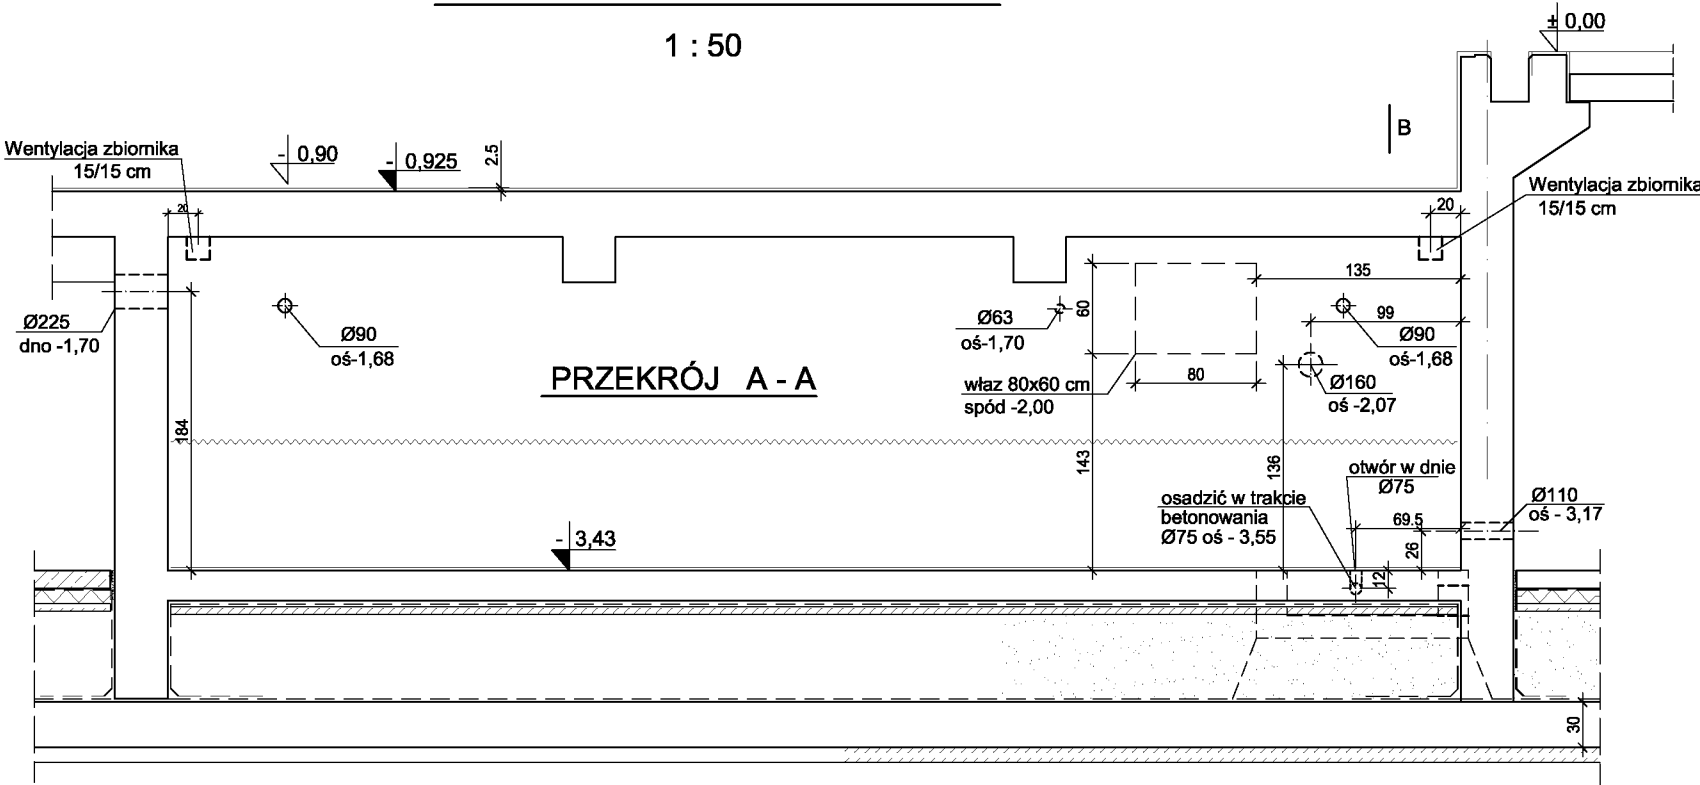 1 : 50
± 0,00
B
Wentylacja zbiornika
15/15 cm
- 0,90
- 0,925
2.5
Wentylacja zbiornika
15/15 cm
20
20
135
Ø225
dno -1,70
Ø90
oś-1,68
Ø63
oś-1,70
60
99
Ø90
oś-1,68
PRZEKRÓJ A - A
właz 80x60 cm
spód -2,00
80
Ø160
oś -2,07
184
143
136
otwór w dnie
Ø75
osadzić w trakcie
betonowania
Ø75 oś - 3,55
69.5
Ø110
oś - 3,17
- 3,43
26
12
30